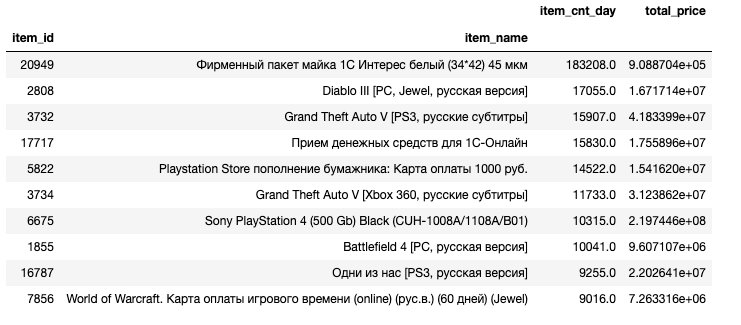 item_cnt_day total_price
item_id item_name
20949 Фирменный пакет майка 1С Интерес белый (34*42) 45 мкм 183208.0 9.088704e+05
2808 Diablo III [PC, Jewel, русская версия] 17055.0 1.671714e+07
3732 Grand Theft Auto V [PS3, русские субтитры] 15907.0 4.183399e+07
17717 Прием денежных средств для 1С-Онлайн 15830.0 1.755896e+07
5822 Playstation Store пополнение бумажника: Карта оплаты 1000 руб. 14522.0 1.541620e+07
3734 Grand Theft Auto V [Xbox 360, русские субтитры] 11733.0 3.123862e+07
6675 Sony PlayStation 4 (500 Gb) Black (CUH-1008A/1108A/B01) 10315.0 2.197446e+08
1855 Battlefield 4 [PC, русская версия] 10041.0 9.607107e+06
16787 Одни из нас [PS3, русская версия] 9255.0 2.202641e+07
7856 World of Warcraft. Карта оплаты игрового времени (online) (рус.в.) (60 дней) (Jewel) 9016.0 7.263316e+06